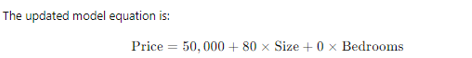 The updated model equation is:
Price = 50,000 + 80 × Size + 0 × Bedrooms